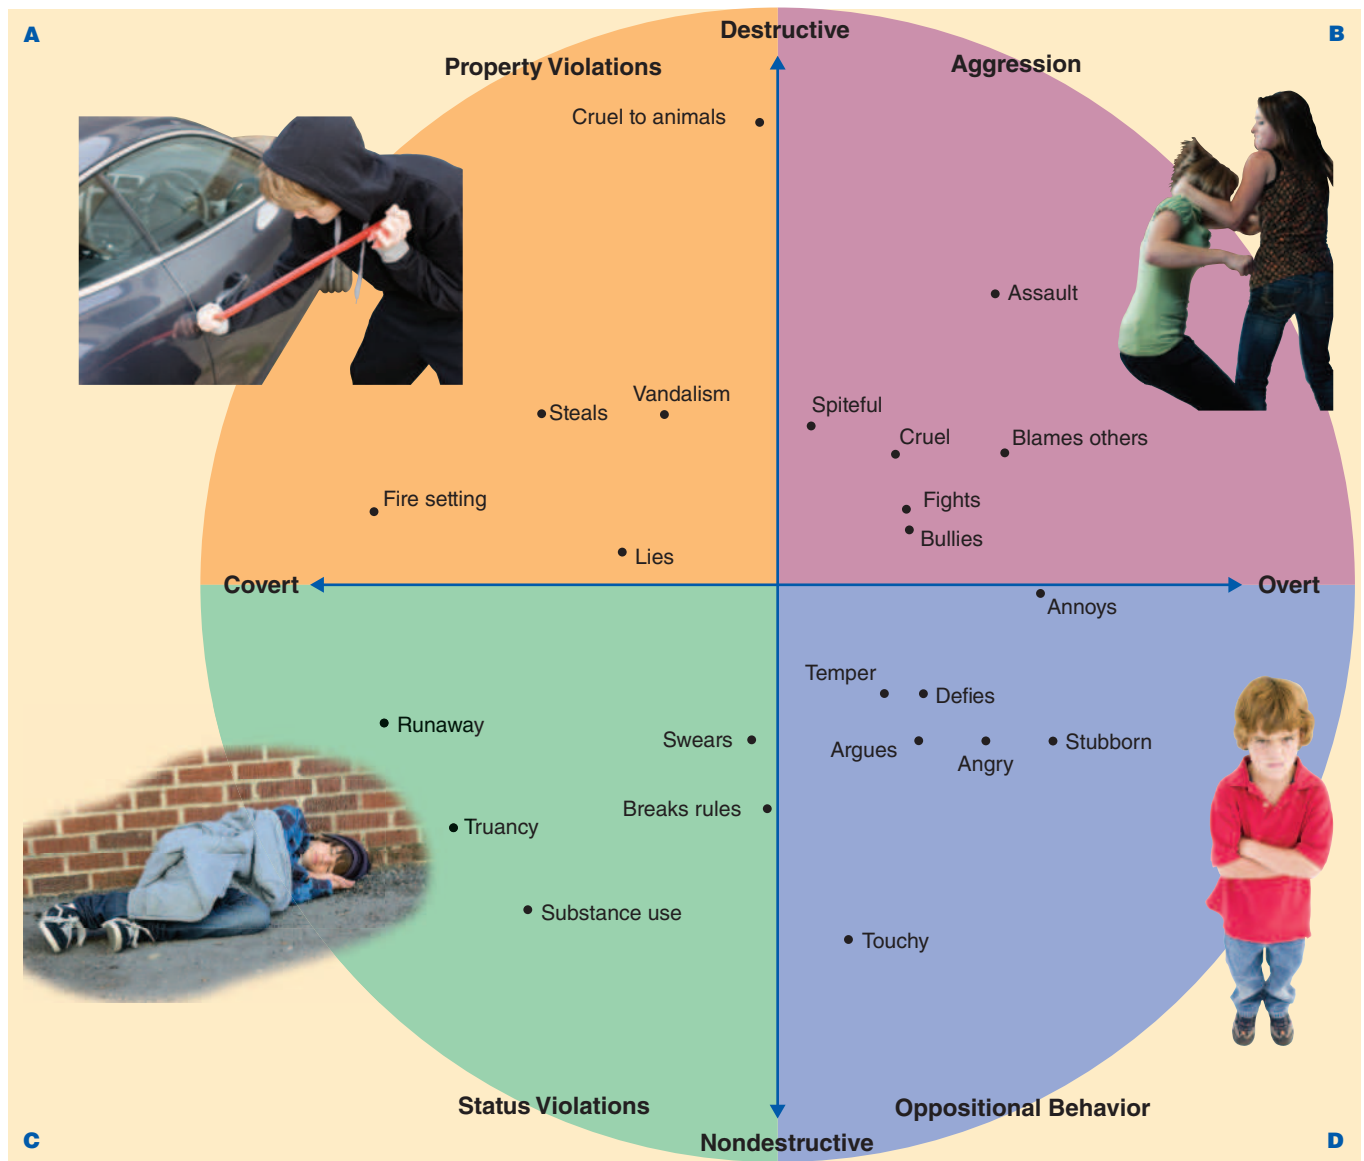 A
Destructive
B
Property Violations
Aggression
Cruel to animals
Assault
Steals
Vandalism
Spiteful
Cruel
Blames others
Fire setting
Fights
Bullies
Lies
Covert
Overt
Annoys
Temper
Defies
Runaway
Swears
Argues
Angry
Stubborn
Breaks rules
Truancy
Substance use
Touchy
Status Violations
Oppositional Behavior
C
Nondestructive
D